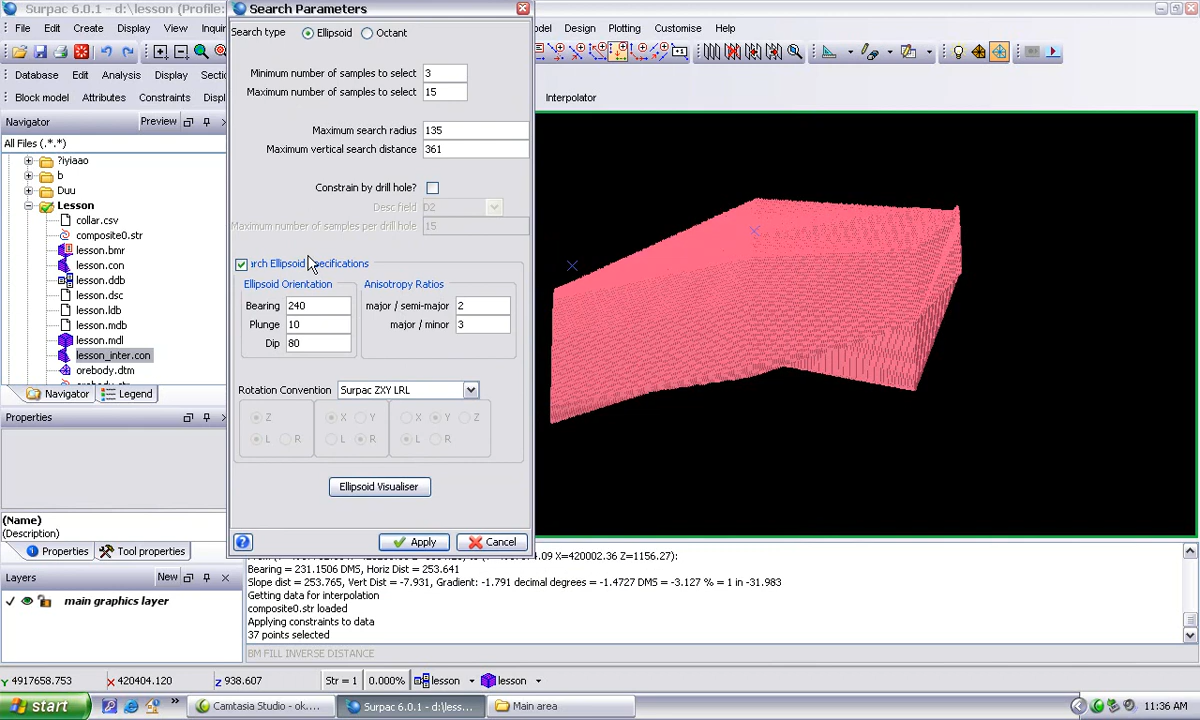 Surpac 6.0.1 - d:\lesson (Profile:
Search Parameters
File Edit Create Display View
Design Plotting Customise Help
Database Edit Analysis Display
Block model Attributes Constraints
Interpolator
Navigator Preview
All Files (*.*)
?iyiaao
b
Duu
Lesson
collar.csv
composite0.str
lesson.bmr
lesson.con
lesson.ddb
lesson.dsc
lesson.ldb
lesson.mdb
lesson.mdl
lesson_inter.con
orebody.dtm
Navigator Legend
Properties
(Name)
(Description)
Properties Tool properties
Layers New
main graphics layer
Search type Ellipsoid Octant
Minimum number of samples to select 3
Maximum number of samples to select 15
Maximum search radius 135
Maximum vertical search distance 361
Constrain by drill hole?
Desc field D2
Maximum number of samples per drill hole 15
Ellipsoid Orientation Anisotropy Ratios
Bearing 240 major / semi-major 2
Plunge 10 major / minor 3
Dip 80
Rotation Convention Surpac ZXY LRL
Z X Y X Y Z
L R L R L R
Ellipsoid Visualiser
Apply Cancel
Bearing = 231.1506 DMS, Horiz Dist = 253.641
Slope dist = 253.765, Vert Dist = -7.931, Gradient: -1.791 decimal degrees = -1.4727 DMS = -3.127 % = 1 in -31.983
Getting data for interpolation
composite0.str loaded
Applying constraints to data
37 points selected
BM FILL INVERSE DISTANCE
Y 4917658.753 X 420404.120 Z 938.607 Str = 1 0.000% lesson lesson
start Camtasia Studio - ok.... Surpac 6.0.1 - d:\less... Main area 11:36 AM